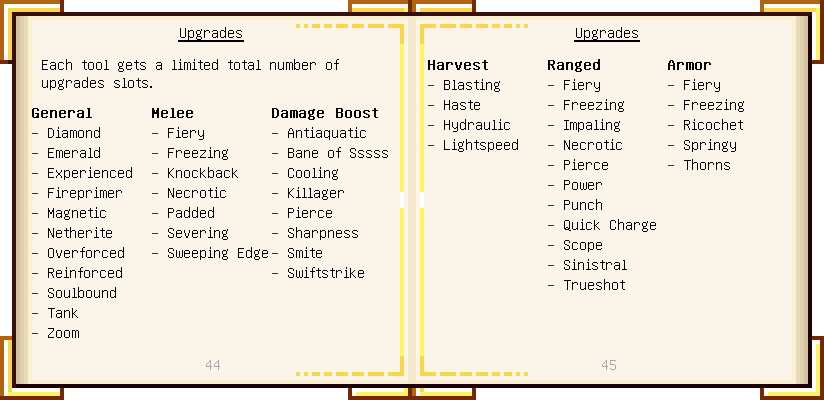 Upgrades
Each tool gets a limited total number of
upgrades slots.
General
- Diamond
- Emerald
- Experienced
- Fireprimer
- Magnetic
- Netherite
- Overforced
- Reinforced
- Soulbound
- Tank
- Zoom
Melee
- Fiery
- Freezing
- Knockback
- Necrotic
- Padded
- Severing
- Sweeping Edge
Damage Boost
- Antiaquatic
- Bane of Sssss
- Cooling
- Killager
- Pierce
- Sharpness
- Smite
- Swiftstrike
44
Upgrades
Harvest
- Blasting
- Haste
- Hydraulic
- Lightspeed
Ranged
- Fiery
- Freezing
- Impaling
- Necrotic
- Pierce
- Power
- Punch
- Quick Charge
- Scope
- Sinistral
- Trueshot
Armor
- Fiery
- Freezing
- Ricochet
- Springy
- Thorns
45